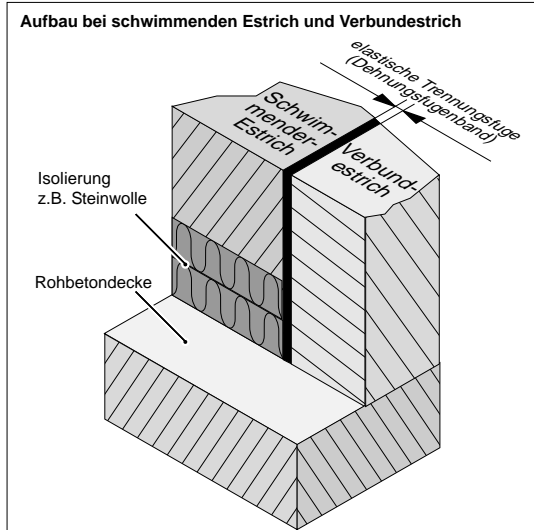 Aufbau bei schwimmenden Estrich und Verbundestrich
elastische Trennungsfuge
(Dehnungsfugenband)
Schwim-
mender-
Estrich
Verbund-
estrich
Isolierung
z.B. Steinwolle
Rohbetondecke